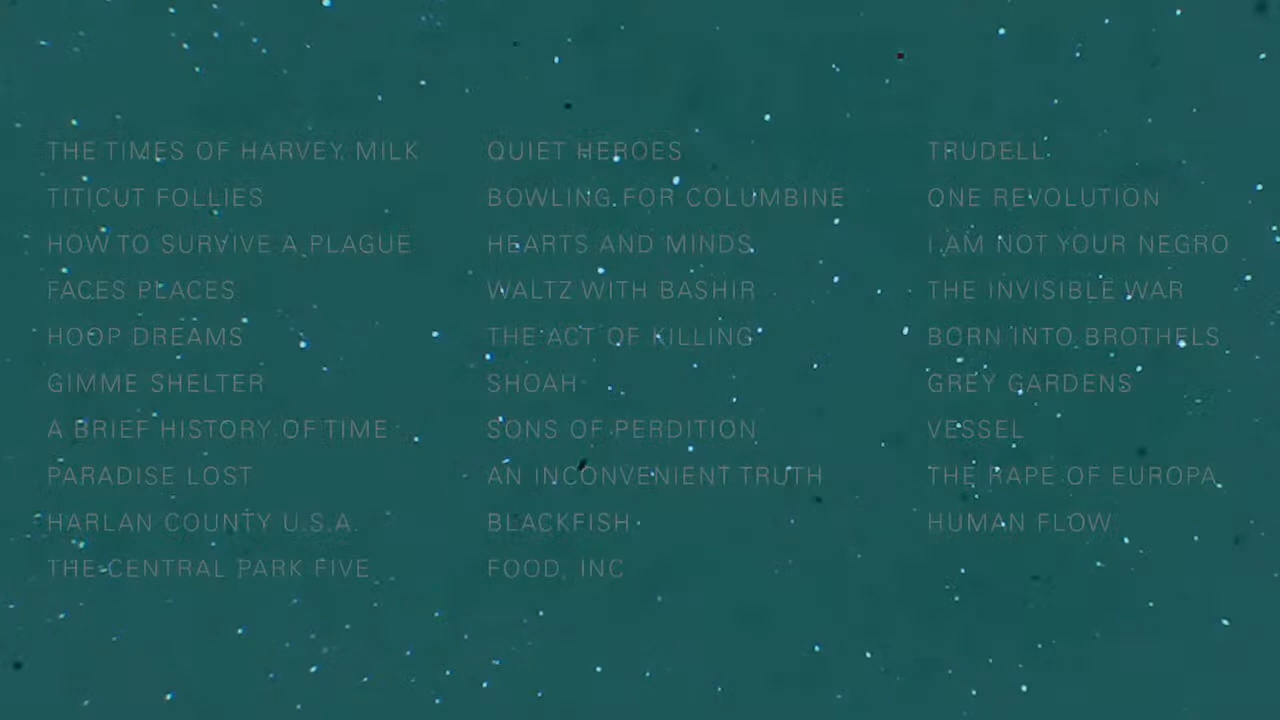 THE TIMES OF HARVEY MILK
TITICUT FOLLIES
HOW TO SURVIVE A PLAGUE
FACES PLACES
HOOP DREAMS
GIMME SHELTER
A BRIEF HISTORY OF TIME
PARADISE LOST
HARLAN COUNTY U.S.A.
THE CENTRAL PARK FIVE
QUIET HEROES
BOWLING FOR COLUMBINE
HEARTS AND MINDS
WALTZ WITH BASHIR
THE ACT OF KILLING
SHOAH
SONS OF PERDITION
AN INCONVENIENT TRUTH
BLACKFISH
FOOD, INC
TRUDELL
ONE REVOLUTION
I AM NOT YOUR NEGRO
THE INVISIBLE WAR
BORN INTO BROTHELS
GREY GARDENS
VESSEL
THE RAPE OF EUROPA
HUMAN FLOW